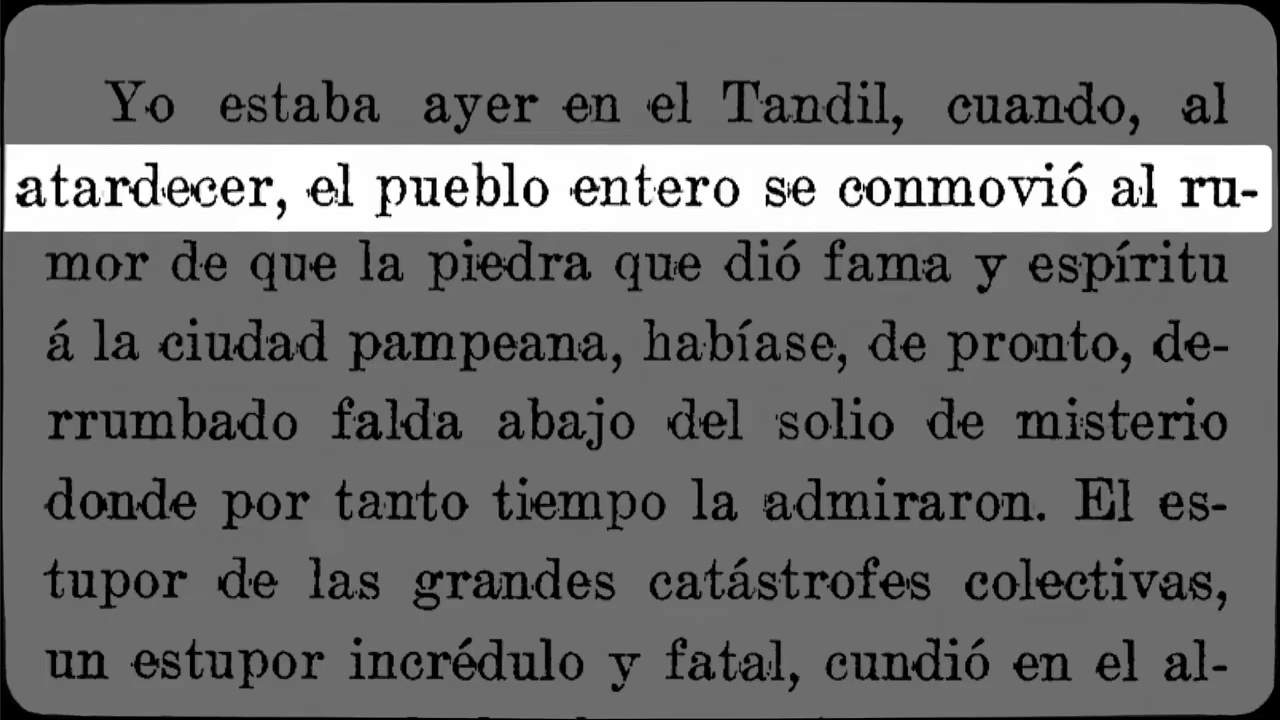 Yo estaba ayer en el Tandil, cuando, al
atardecer, el pueblo entero se conmovió al ru-
mor de que la piedra que dió fama y espíritu
á la ciudad pampeana, habíase, de pronto, de-
rrumbado falda abajo del solio de misterio
donde por tanto tiempo la admiraron. El es-
tupor de las grandes catástrofes colectivas,
un estupor incrédulo y fatal, cundió en el al-